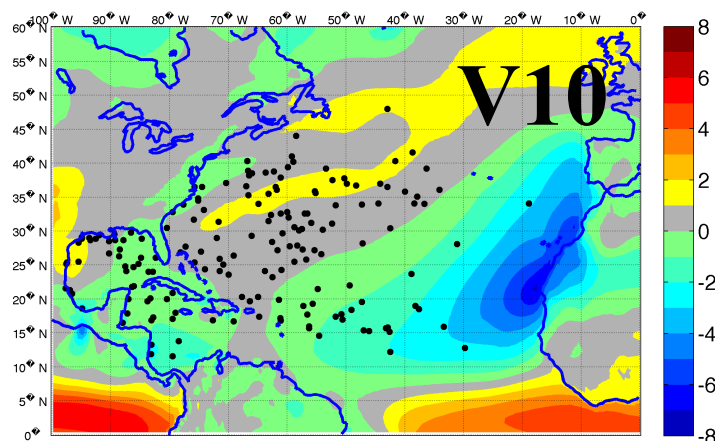 100� W 90� W 80� W 70� W 60� W 50� W 40� W 30� W 20� W 10� W 0�
60� N
55� N
50� N
45� N
40� N
35� N
30� N
25� N
20� N
15� N
10� N
5� N
0�
V10
8
6
4
2
0
-2
-4
-6
-8